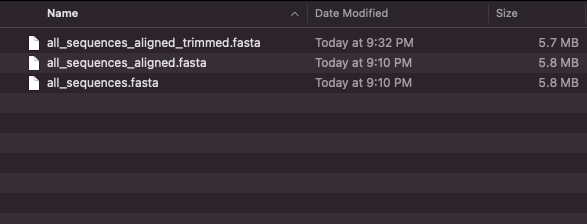 Name Date Modified Size
all_sequences_aligned_trimmed.fasta Today at 9:32 PM 5.7 MB
all_sequences_aligned.fasta Today at 9:10 PM 5.8 MB
all_sequences.fasta Today at 9:10 PM 5.8 MB